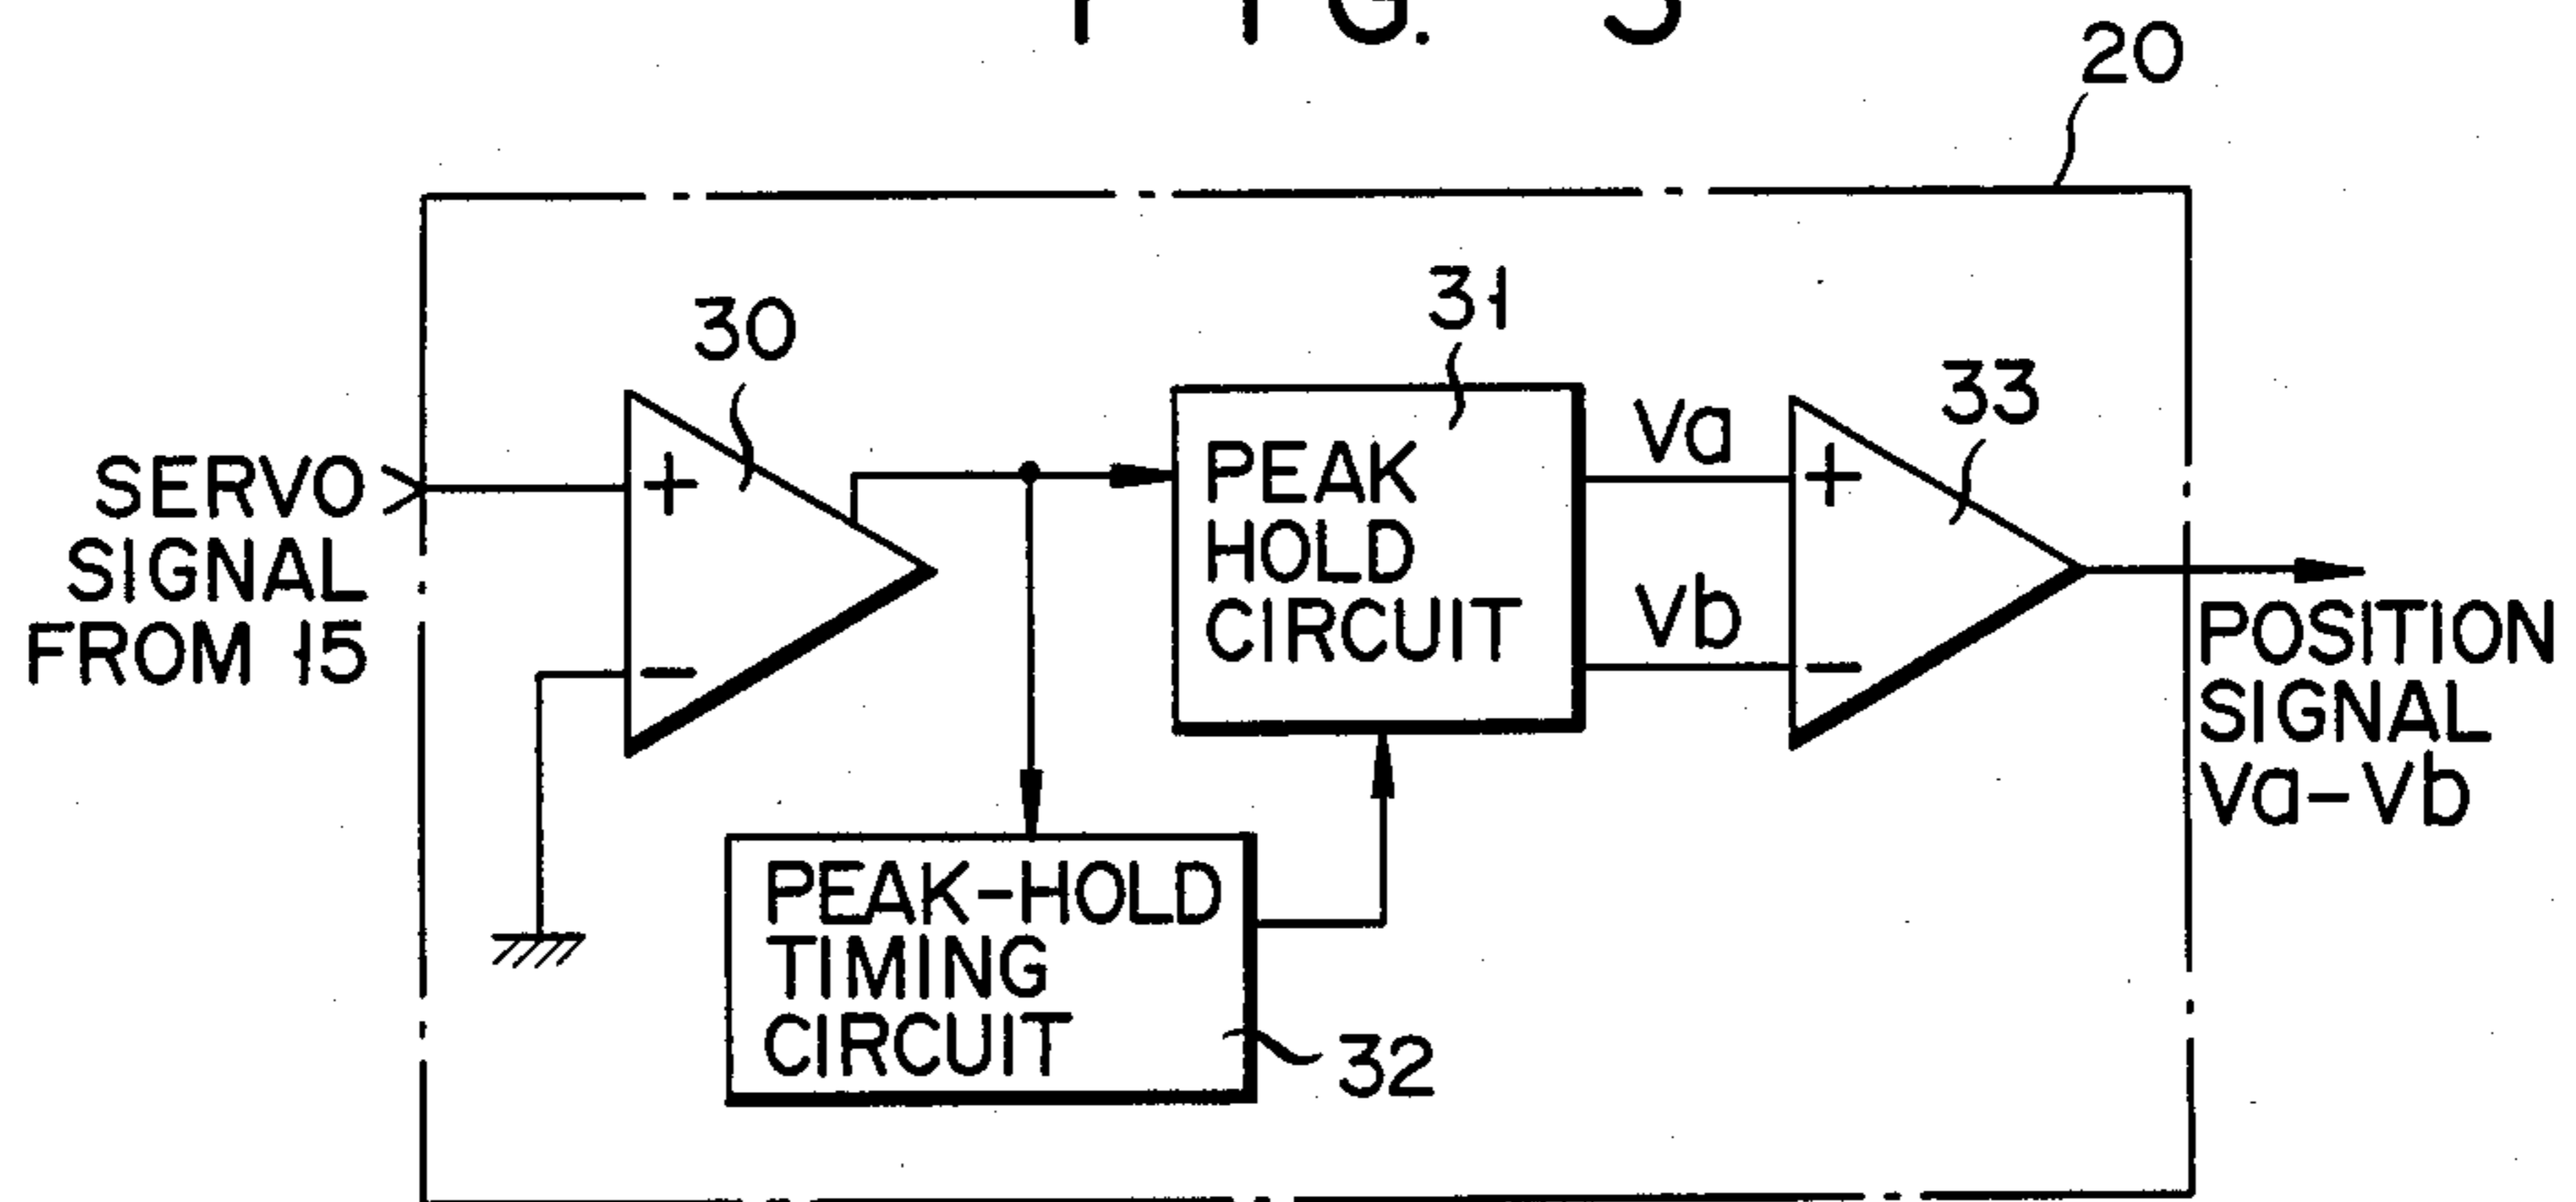 FIG.
20
30
31
33
SERVO
SIGNAL
FROM 15
+
−
PEAK
HOLD
CIRCUIT
Va
Vb
+
−
POSITION
SIGNAL
Va-Vb
PEAK-HOLD
TIMING
CIRCUIT
32